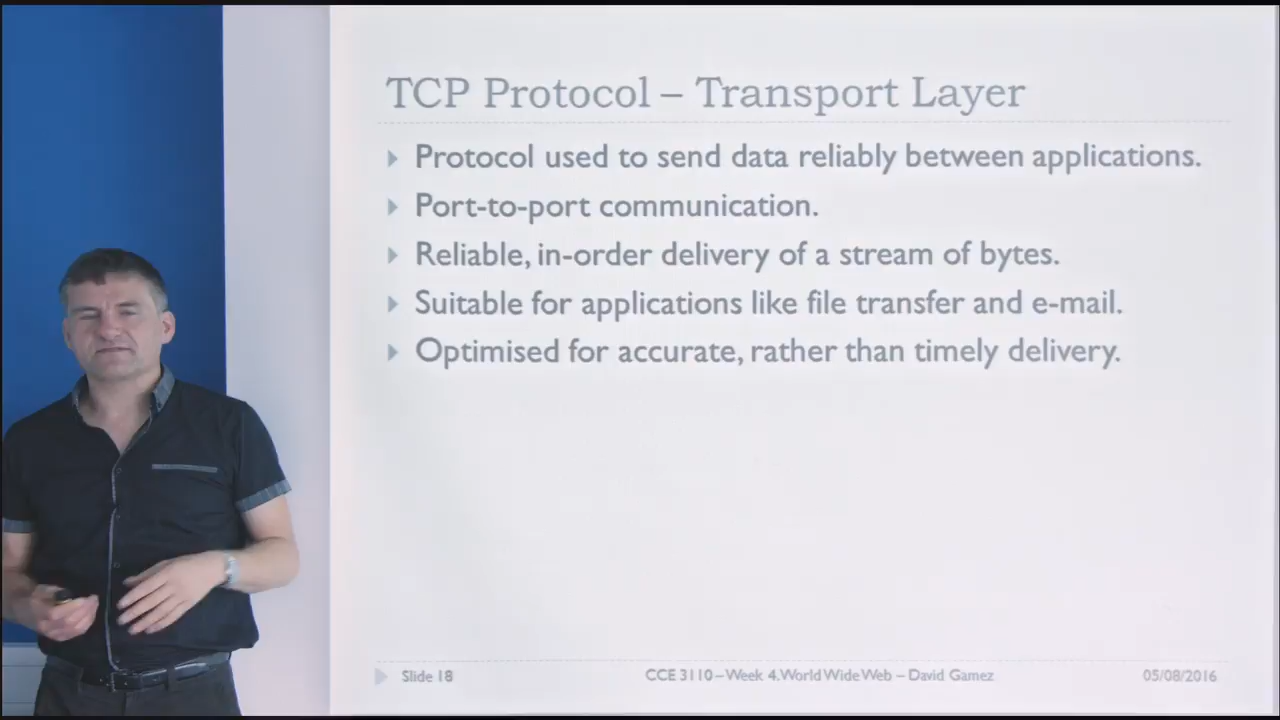 TCP Protocol – Transport Layer
Protocol used to send data reliably between applications.
Port-to-port communication.
Reliable, in-order delivery of a stream of bytes.
Suitable for applications like file transfer and e-mail.
Optimised for accurate, rather than timely delivery.
Slide 18 CCE 3110 – Week 4. World Wide Web – David Gamez 05/08/2016